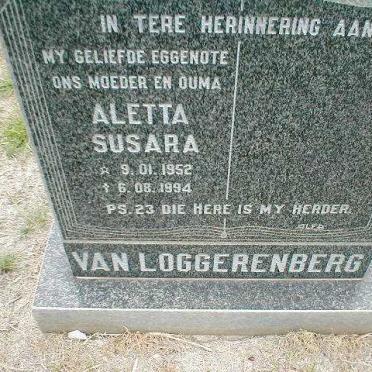 IN TERE HERINNERING AAN
MY GELIEFDE EGGENOTE
ONS MOEDER EN OUMA
ALETTA
SUSARA
☆ 9.01.1952
† 6.08.1994
PS. 23 DIE HERE IS MY HERDER.
VAN LOGGERENBERG